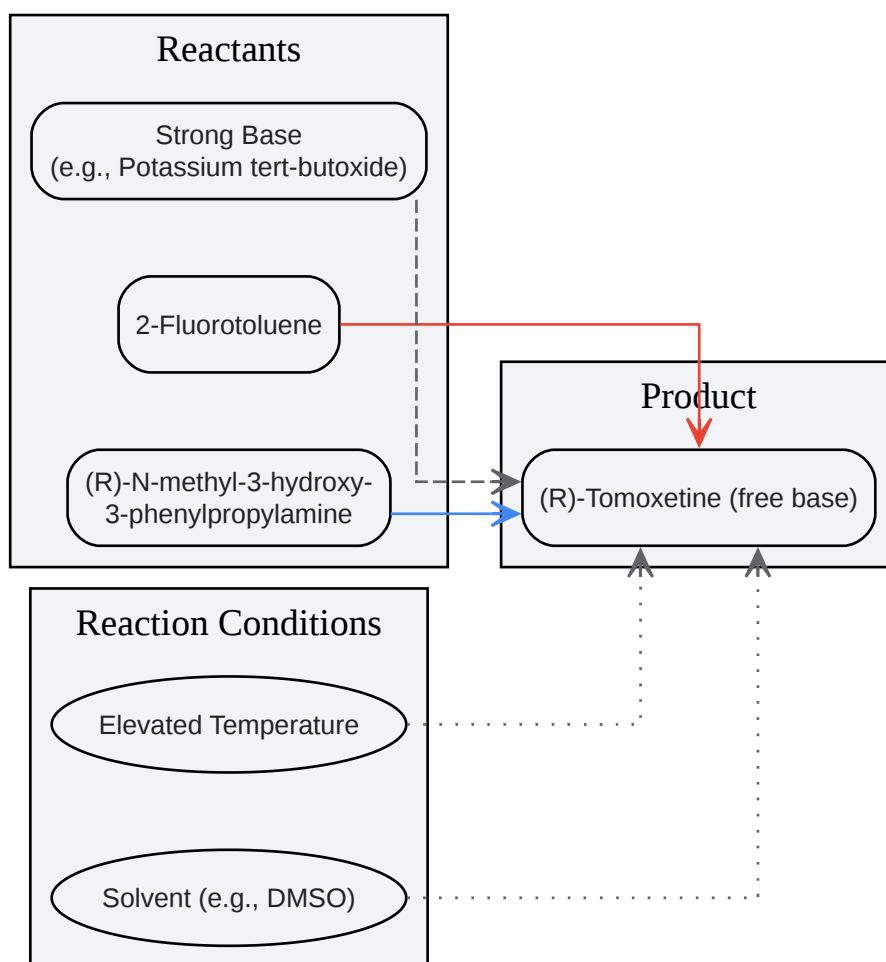 Reactants
Strong Base
(e.g., Potassium tert-butoxide)
2-Fluorotoluene
(R)-N-methyl-3-hydroxy-
3-phenylpropylamine
Product
(R)-Tomoxetine (free base)
Reaction Conditions
Elevated Temperature
Solvent (e.g., DMSO)